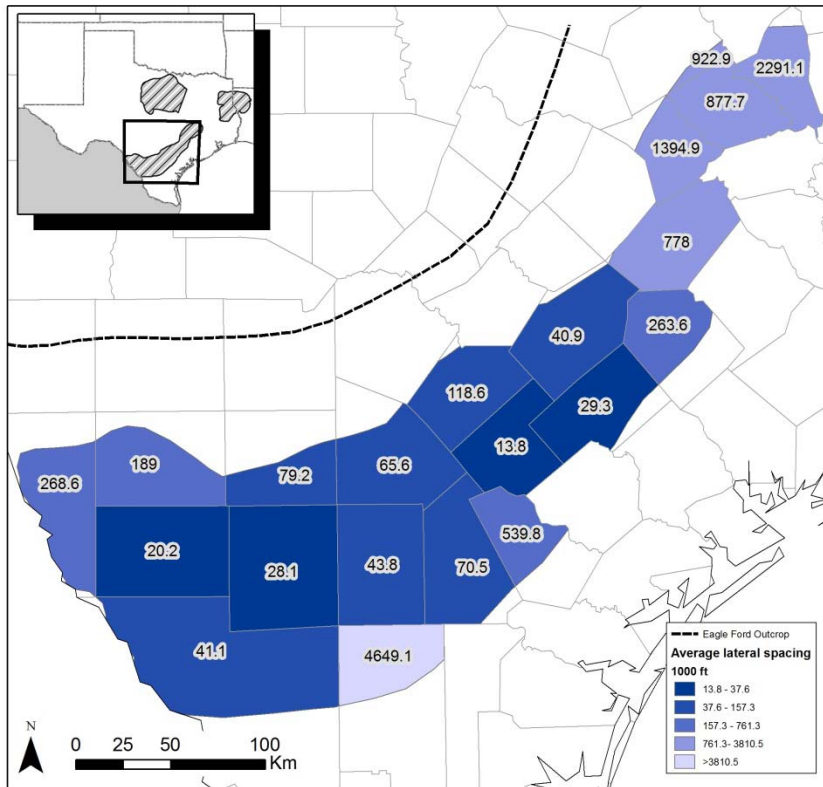 922.9
2291.1
877.7
1394.9
778
40.9
263.6
118.6
29.3
13.8
65.6
79.2
189
268.6
539.8
20.2
28.1
43.8
70.5
41.1
4649.1
Eagle Ford Outcrop
Average lateral spacing
1000 ft
13.8 - 37.6
37.6 - 157.3
157.3 - 761.3
761.3- 3810.5
>3810.5
N
0 25 50 100
Km